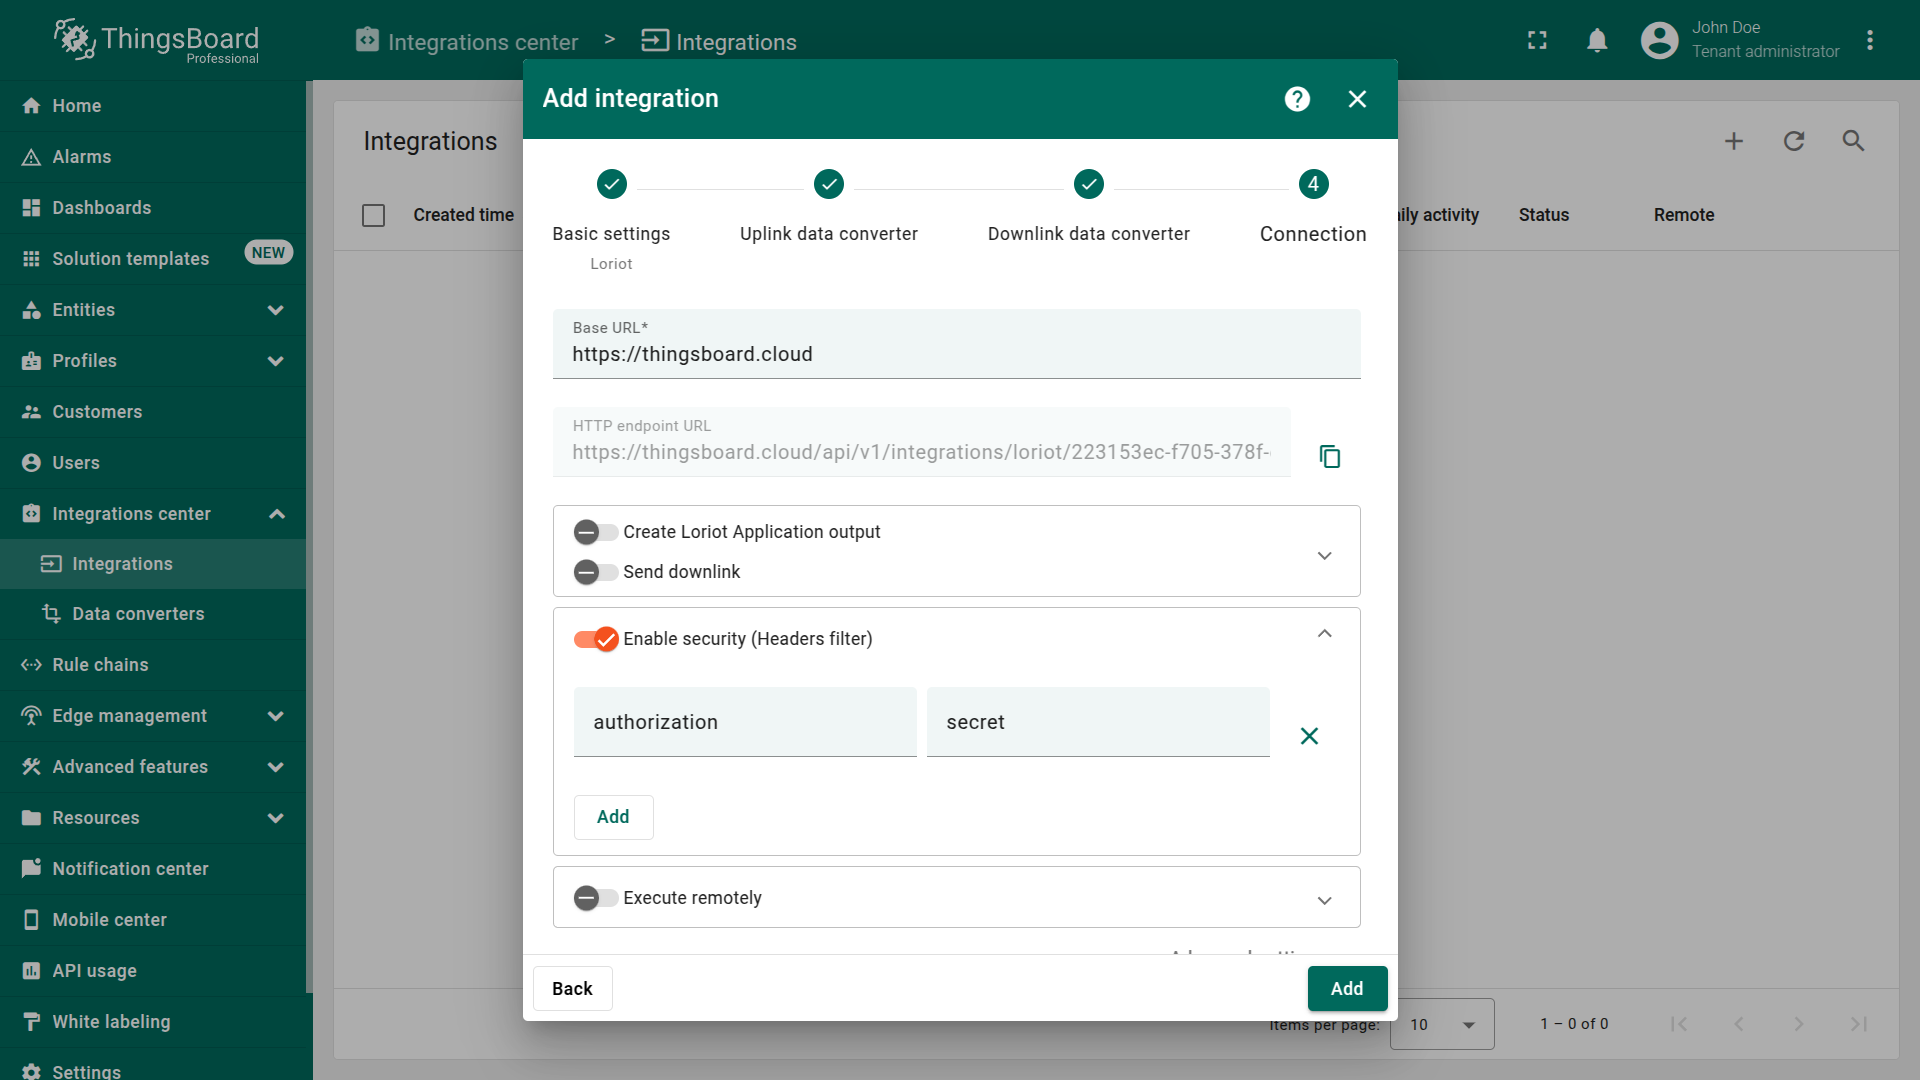 ThingsBoard
Professional
Integrations center > Integrations
John Doe
Tenant administrator
Home
Alarms
Dashboards
Solution templates NEW
Entities
Profiles
Customers
Users
Integrations center
Integrations
Data converters
Rule chains
Edge management
Advanced features
Resources
Notification center
Mobile center
API usage
White labeling
Settings
Integrations
Created time
Status
Remote
activity
Add integration
4
Basic settings
Uplink data converter
Downlink data converter
Connection
Loriot
Base URL*
https://thingsboard.cloud
HTTP endpoint URL
https://thingsboard.cloud/api/v1/integrations/loriot/223153ec-f705-378f-
Create Loriot Application output
Send downlink
Enable security (Headers filter)
authorization
secret
Add
Execute remotely
Back
Add
Items per page:
10
1 – 0 of 0